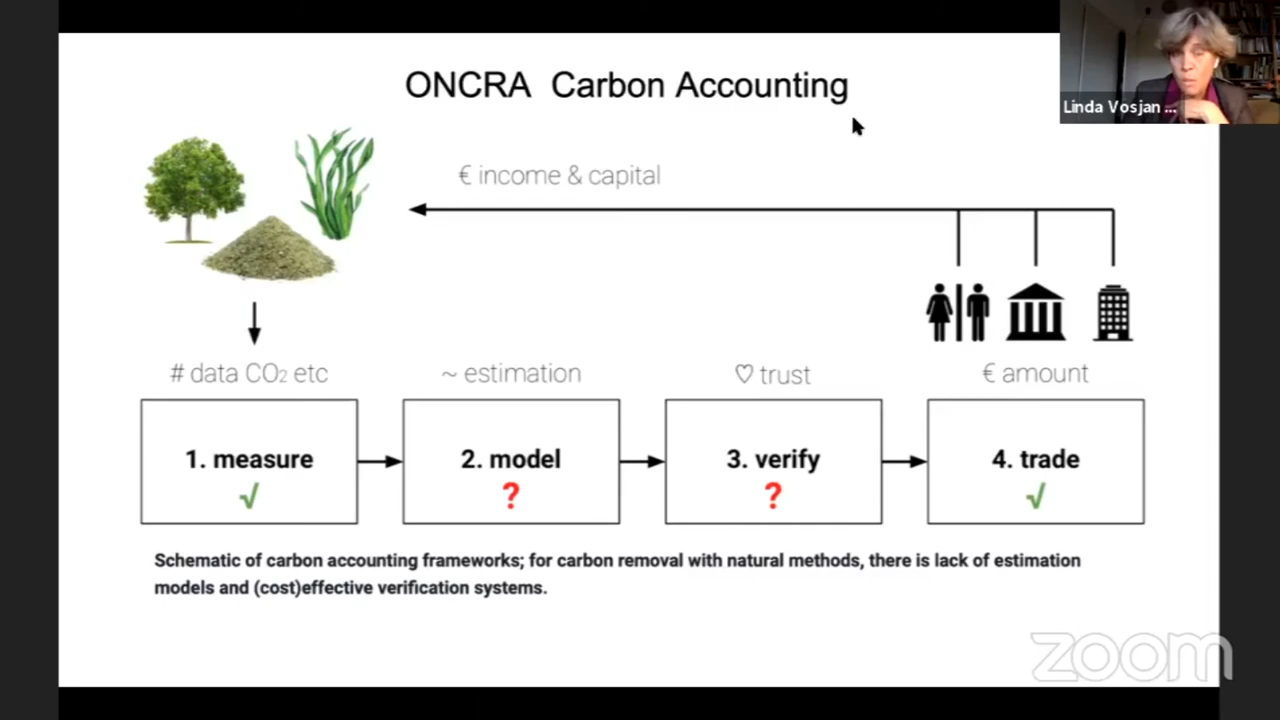 ONCRA Carbon Accounting
Linda Vosjan ...
€ income & capital
# data CO₂ etc
~ estimation
♡ trust
€ amount
1. measure
√
2. model
?
3. verify
?
4. trade
√
Schematic of carbon accounting frameworks; for carbon removal with natural methods, there is lack of estimation
models and (cost)effective verification systems.
zoom